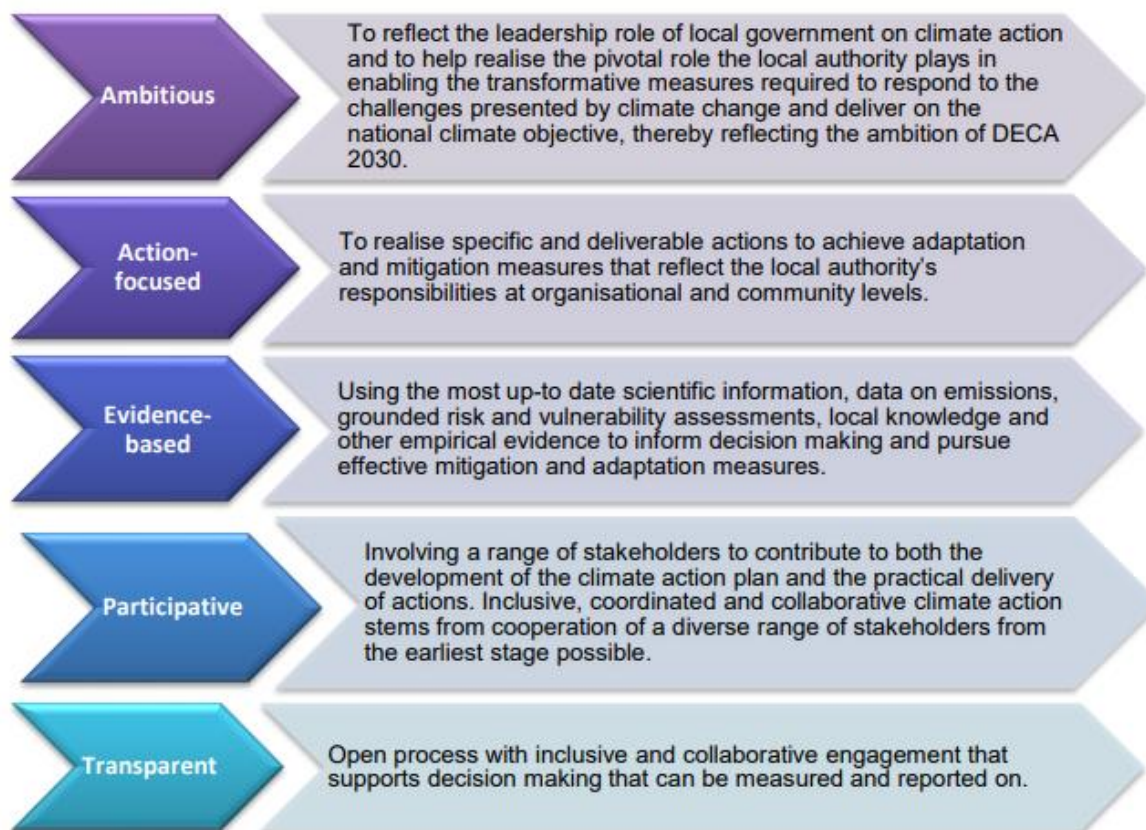 Ambitious
To reflect the leadership role of local government on climate action
and to help realise the pivotal role the local authority plays in
enabling the transformative measures required to respond to the
challenges presented by climate change and deliver on the
national climate objective, thereby reflecting the ambition of DECA
2030.
Action-
focused
To realise specific and deliverable actions to achieve adaptation
and mitigation measures that reflect the local authority's
responsibilities at organisational and community levels.
Evidence-
based
Using the most up-to date scientific information, data on emissions,
grounded risk and vulnerability assessments, local knowledge and
other empirical evidence to inform decision making and pursue
effective mitigation and adaptation measures.
Participative
Involving a range of stakeholders to contribute to both the
development of the climate action plan and the practical delivery
of actions. Inclusive, coordinated and collaborative climate action
stems from cooperation of a diverse range of stakeholders from
the earliest stage possible.
Transparent
Open process with inclusive and collaborative engagement that
supports decision making that can be measured and reported on.